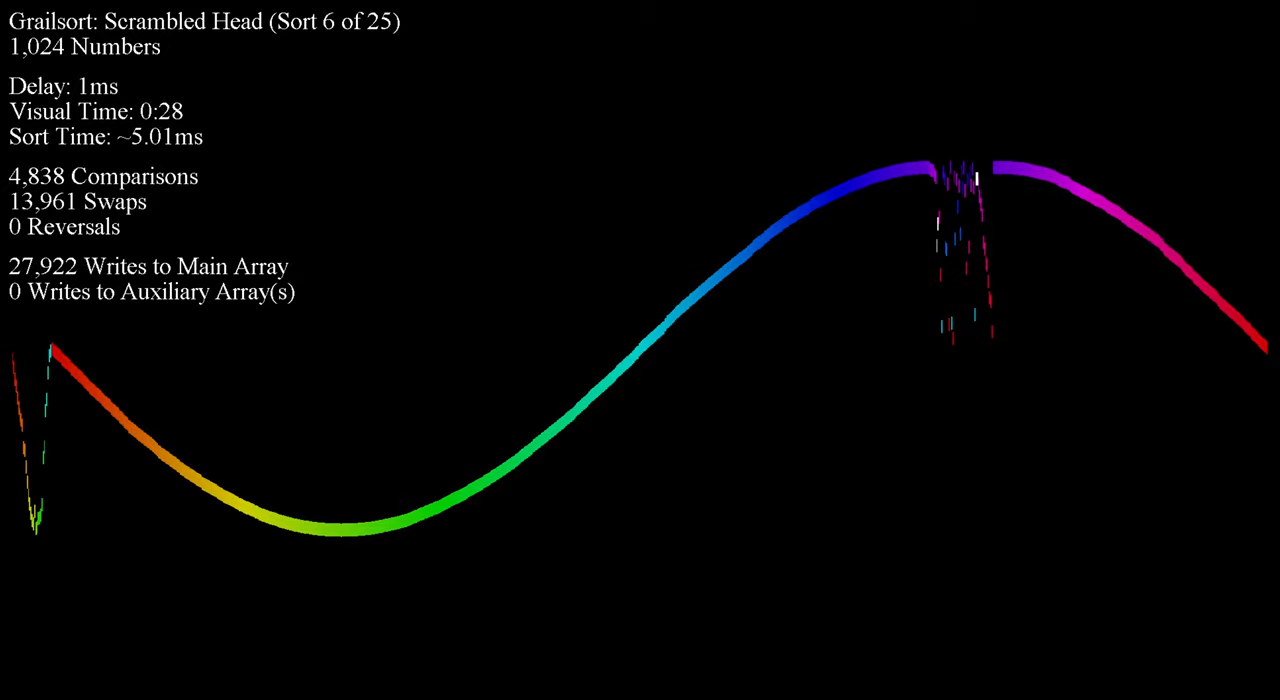 Grailsort: Scrambled Head (Sort 6 of 25)
1,024 Numbers
Delay: 1ms
Visual Time: 0:28
Sort Time: ~5.01ms
4,838 Comparisons
13,961 Swaps
0 Reversals
27,922 Writes to Main Array
0 Writes to Auxiliary Array(s)